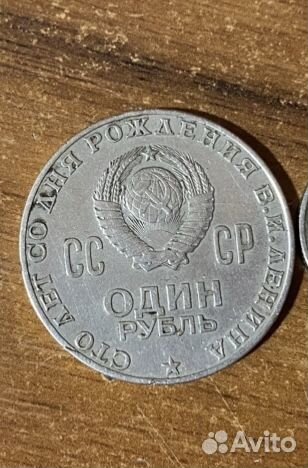 СТО ЛЕТ СО ДНЯ РОЖДЕНИЯ В.И. ЛЕНИНА
СС СР
ОДИН
РУБЛЬ
Avito